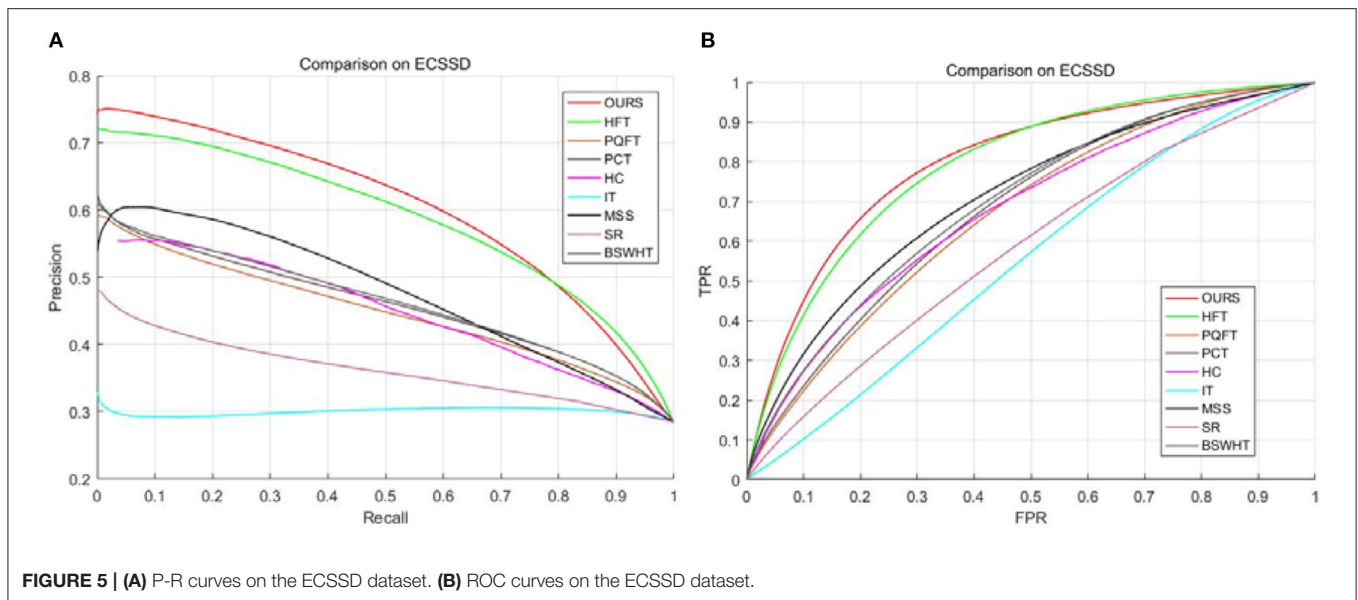 A
Comparison on ECSSD
0.8
0.7
0.6
0.5
0.4
0.3
0.2
Precision
0 0.1 0.2 0.3 0.4 0.5 0.6 0.7 0.8 0.9 1
Recall
OURS
HFT
PQFT
PCT
HC
IT
MSS
SR
BSWHT
B
Comparison on ECSSD
1
0.9
0.8
0.7
0.6
0.5
0.4
0.3
0.2
0.1
0
TPR
0 0.1 0.2 0.3 0.4 0.5 0.6 0.7 0.8 0.9 1
FPR
OURS
HFT
PQFT
PCT
HC
IT
MSS
SR
BSWHT
FIGURE 5 | (A) P-R curves on the ECSSD dataset. (B) ROC curves on the ECSSD dataset.